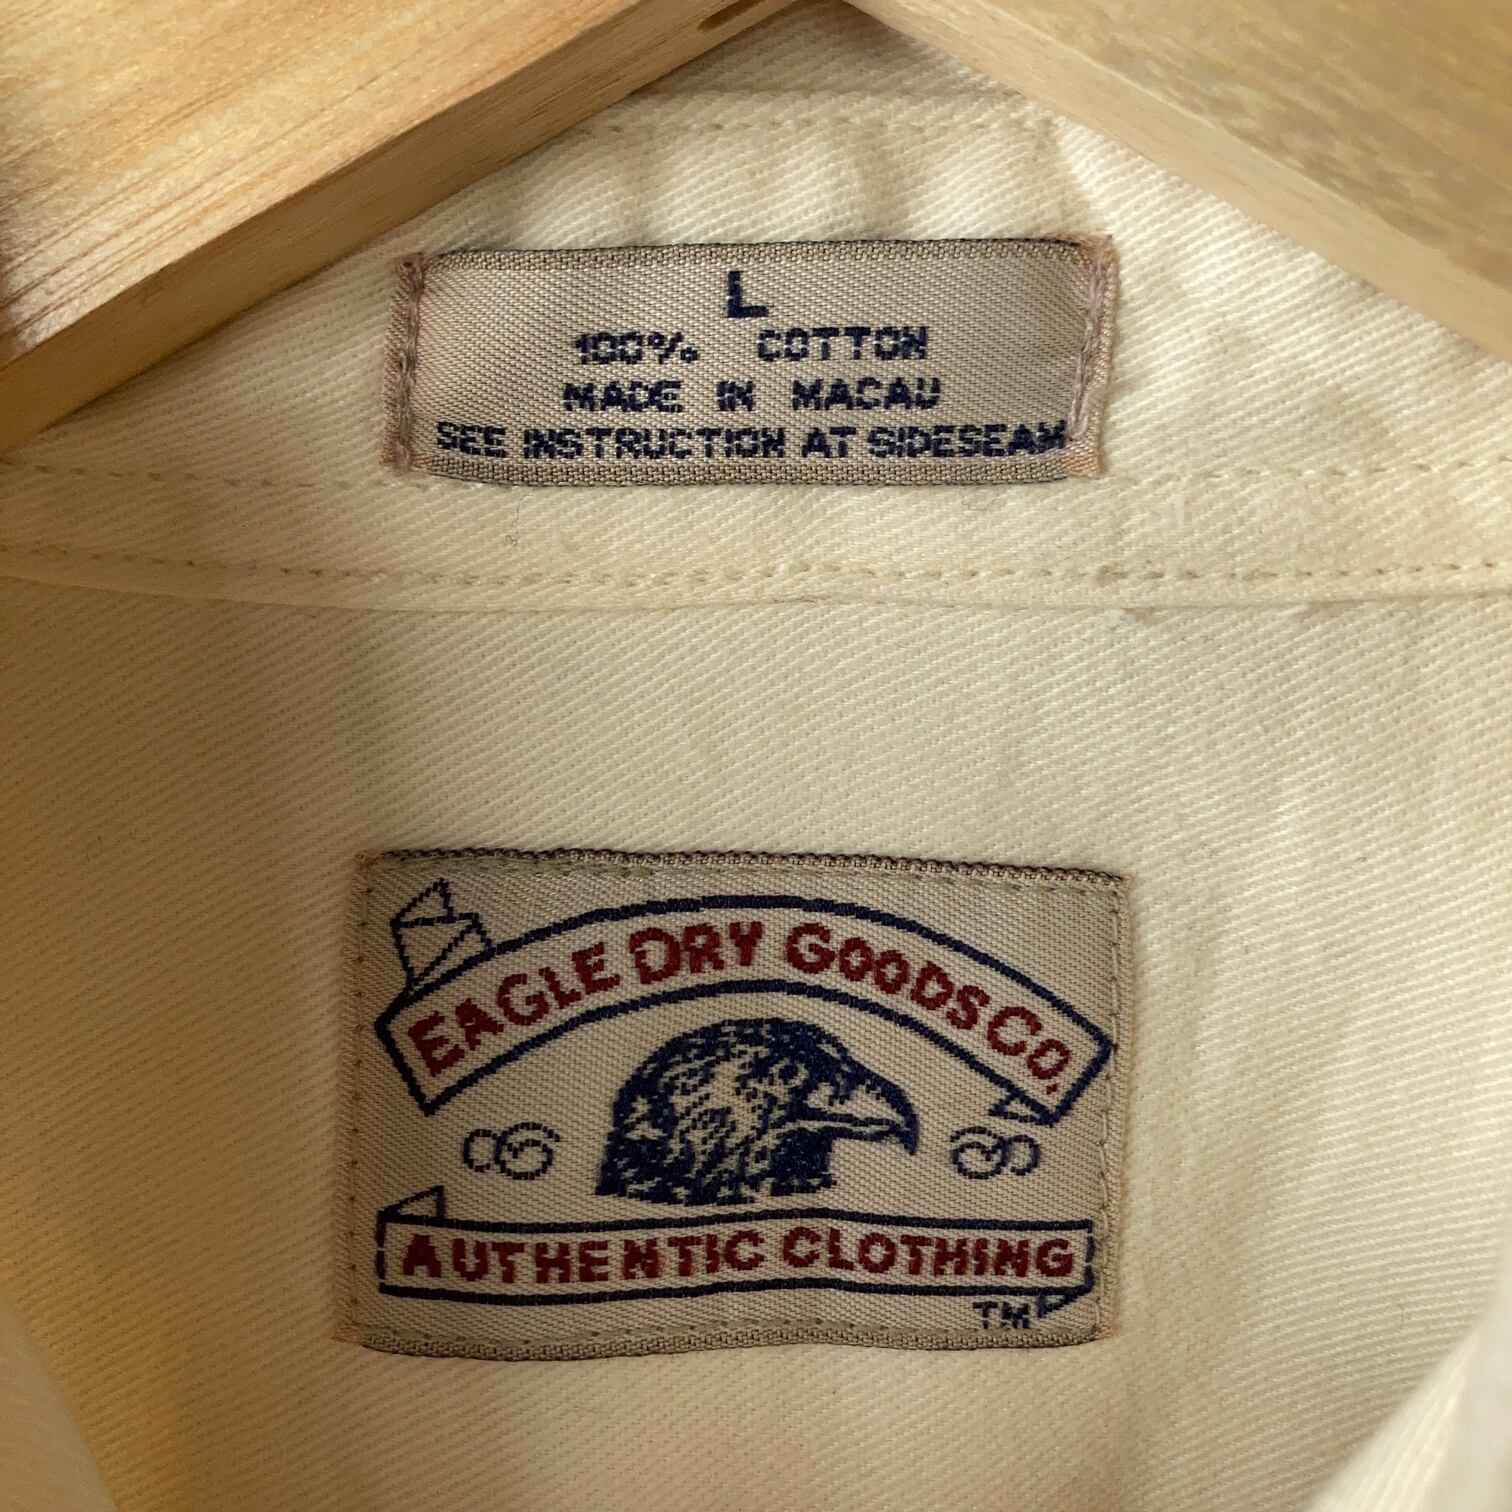 L
100% COTTON
MADE IN MACAU
SEE INSTRUCTION AT SIDESEAM
EAGLE DRY GOODS CO.
AUTHENTIC CLOTHING
TM